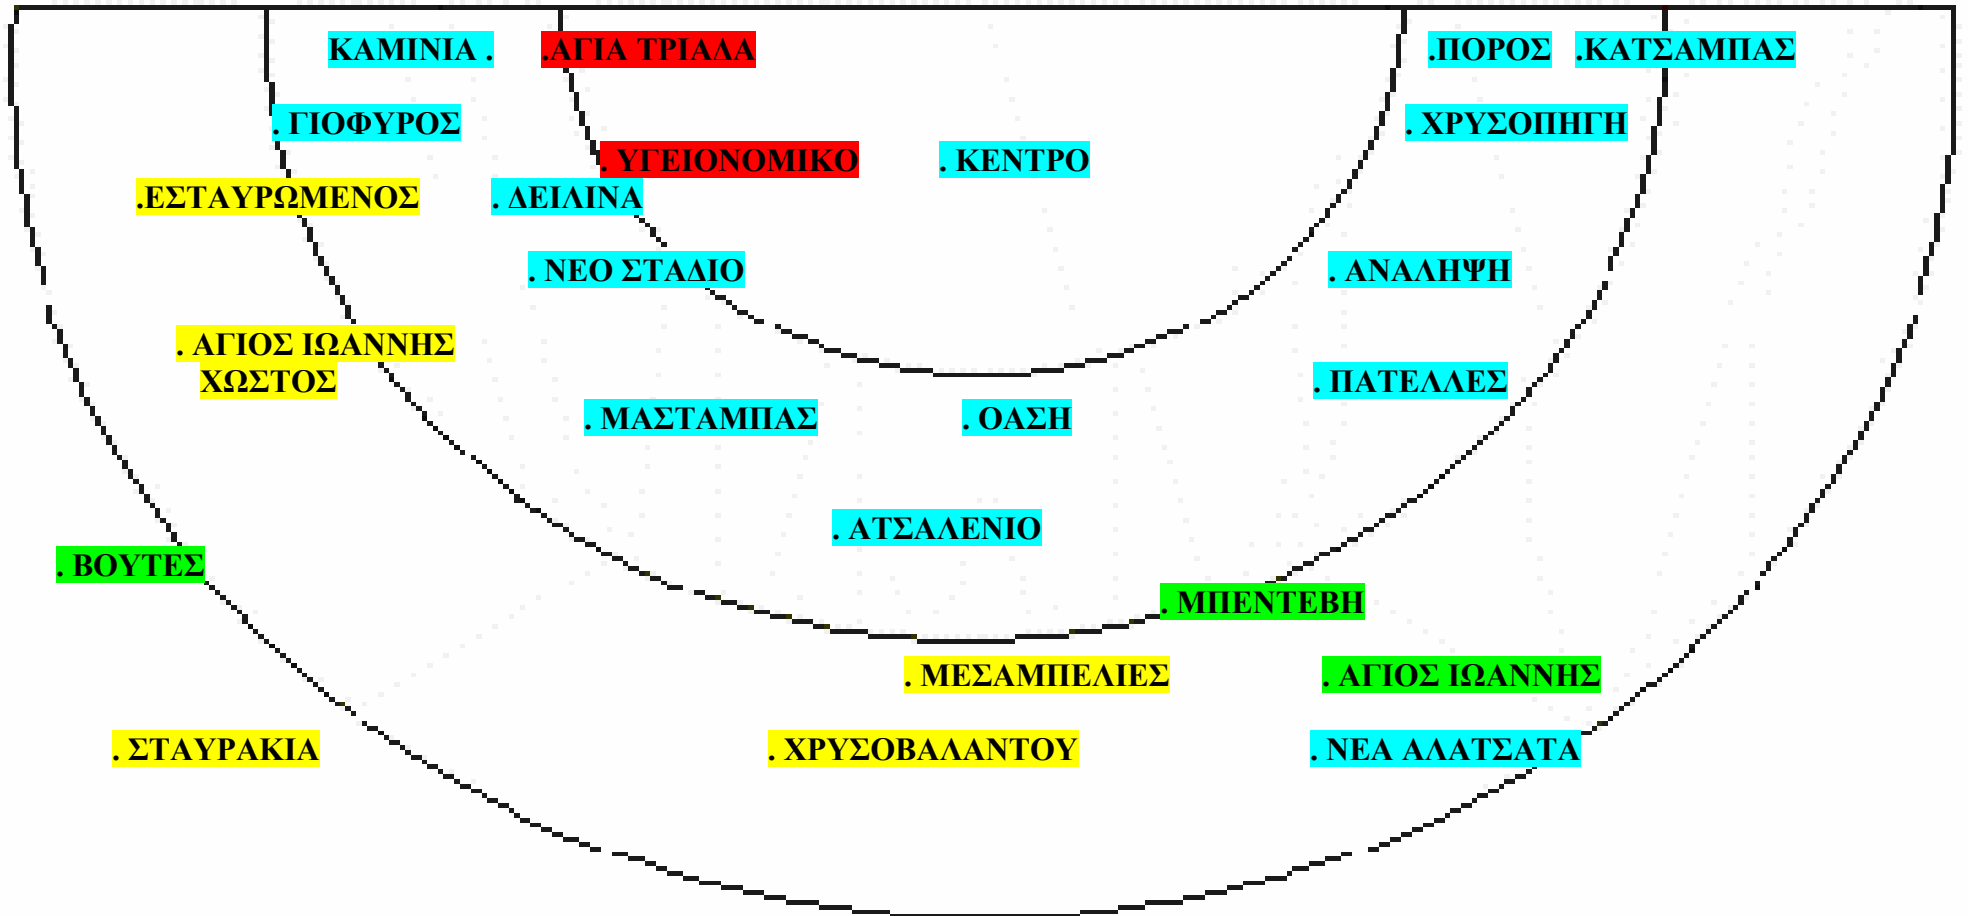 ΚΑΜΙΝΙΑ . .ΑΓΙΑ ΤΡΙΑΔΑ .ΠΟΡΟΣ .ΚΑΤΣΑΜΠΑΣ
. ΓΙΟΦΥΡΟΣ . ΧΡΥΣΟΠΗΓΗ
. ΥΓΕΙΟΝΟΜΙΚΟ . ΚΕΝΤΡΟ
.ΕΣΤΑΥΡΩΜΕΝΟΣ . ΔΕΙΛΙΝΑ
. ΝΕΟ ΣΤΑΔΙΟ . ΑΝΑΛΗΨΗ
. ΑΓΙΟΣ ΙΩΑΝΝΗΣ
ΧΩΣΤΟΣ . ΠΑΤΕΛΛΕΣ
. ΜΑΣΤΑΜΠΑΣ . ΟΑΣΗ
. ΑΤΣΑΛΕΝΙΟ
. ΒΟΥΤΕΣ
. ΜΠΕΝΤΕΒΗ
. ΜΕΣΑΜΠΕΛΙΕΣ . ΑΓΙΟΣ ΙΩΑΝΝΗΣ
. ΣΤΑΥΡΑΚΙΑ . ΧΡΥΣΟΒΑΛΑΝΤΟΥ . ΝΕΑ ΑΛΑΤΣΑΤΑ